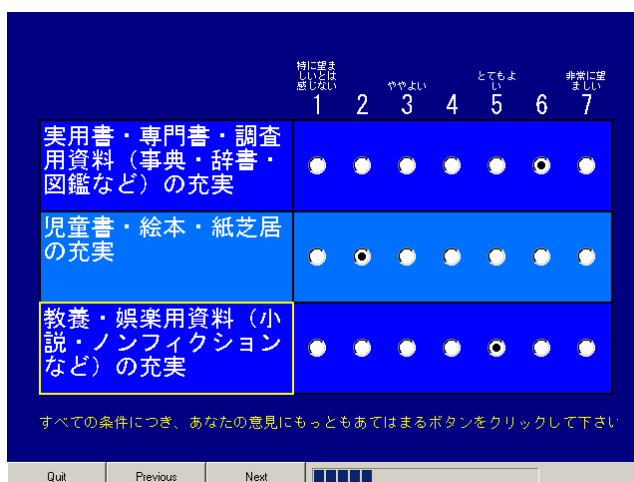 特に望ま
しいとは
感じない
ややよい
とてもよ
い
非常に望
ましい
1 2 3 4 5 6 7
実用書・専門書・調査
用資料（事典・辞書・
図鑑など）の充実
児童書・絵本・紙芝居
の充実
教養・娯楽用資料（小
説・ノンフィクション
など）の充実
すべての条件につき、あなたの意見にもっともあてはまるボタンをクリックして下さい
Quit Previous Next